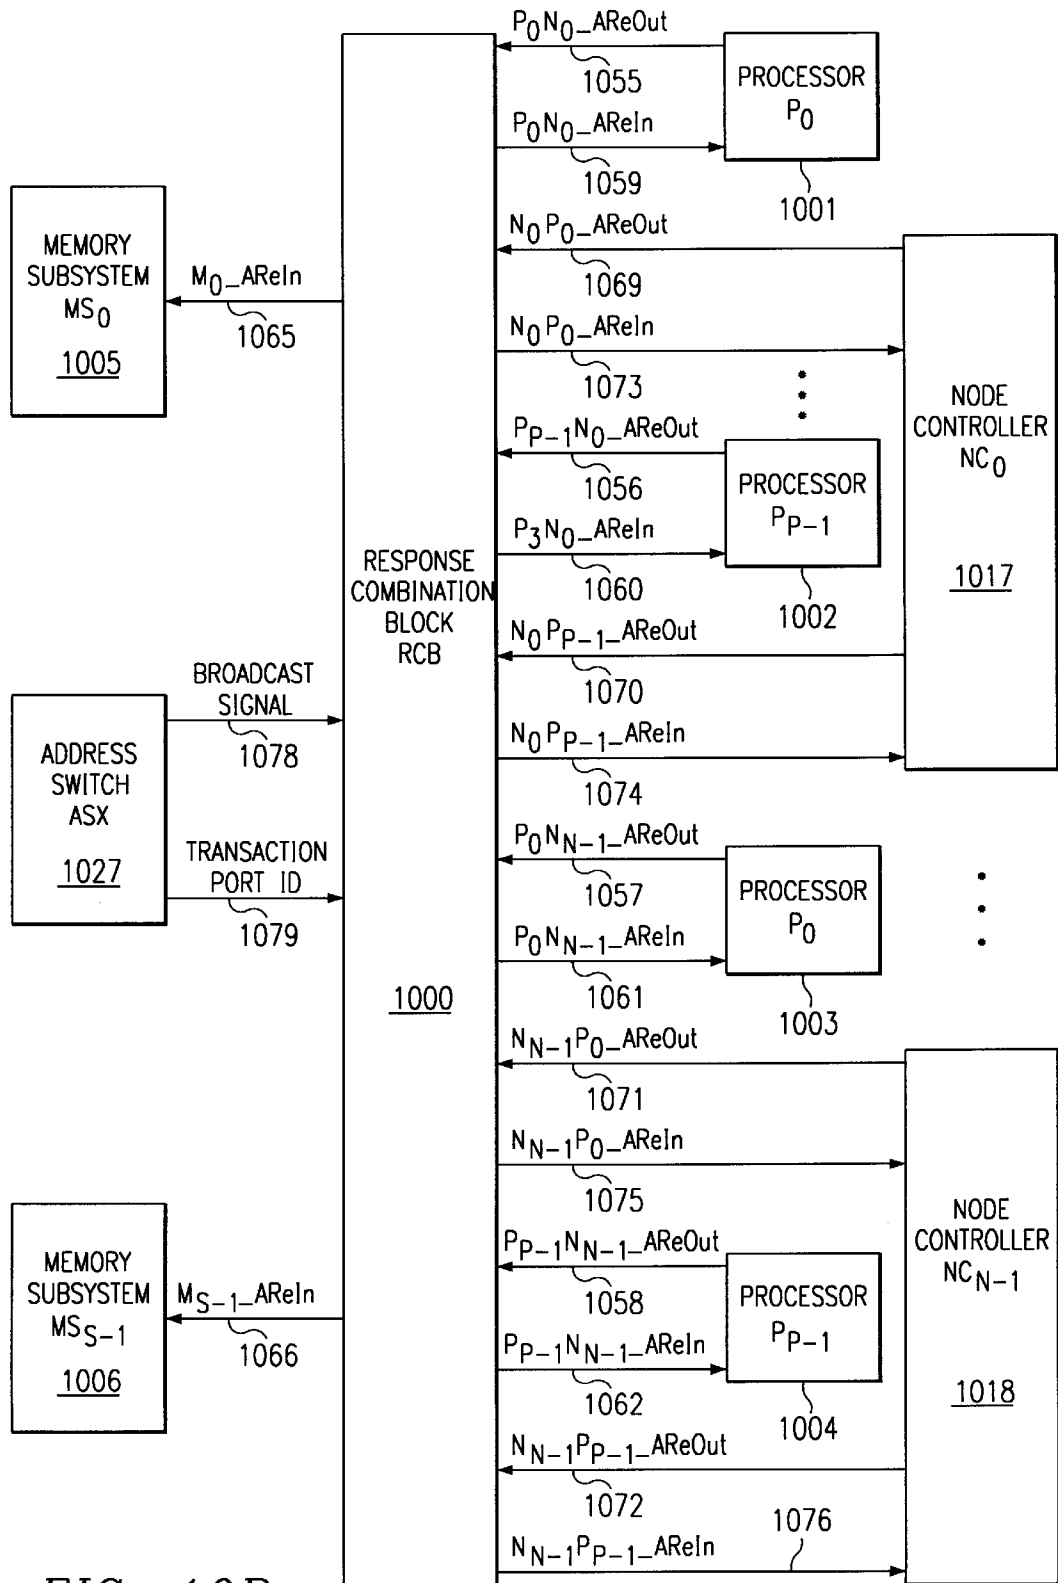 P0N0_AReOut
1055
PROCESSOR
P0
1001
P0N0_AReIn
1059
N0P0_AReOut
1069
MEMORY
SUBSYSTEM
MS0
1005
M0_AReIn
1065
N0P0_AReIn
1073
NODE
CONTROLLER
NC0
1017
PP-1N0_AReOut
1056
PROCESSOR
PP-1
1002
P3N0_AReIn
1060
RESPONSE
COMBINATION
BLOCK
RCB
1000
N0PP-1_AReOut
1070
BROADCAST
SIGNAL
1078
N0PP-1_AReIn
1074
ADDRESS
SWITCH
ASX
1027
TRANSACTION
PORT ID
1079
P0NN-1_AReOut
1057
PROCESSOR
P0
1003
P0NN-1_AReIn
1061
NN-1P0_AReOut
1071
NN-1P0_AReIn
1075
NODE
CONTROLLER
NCN-1
1018
MEMORY
SUBSYSTEM
MSS-1
1006
MS-1_AReIn
1066
PP-1NN-1_AReOut
1058
PROCESSOR
PP-1
1004
PP-1NN-1_AReIn
1062
NN-1PP-1_AReOut
1072
NN-1PP-1_AReIn
1076